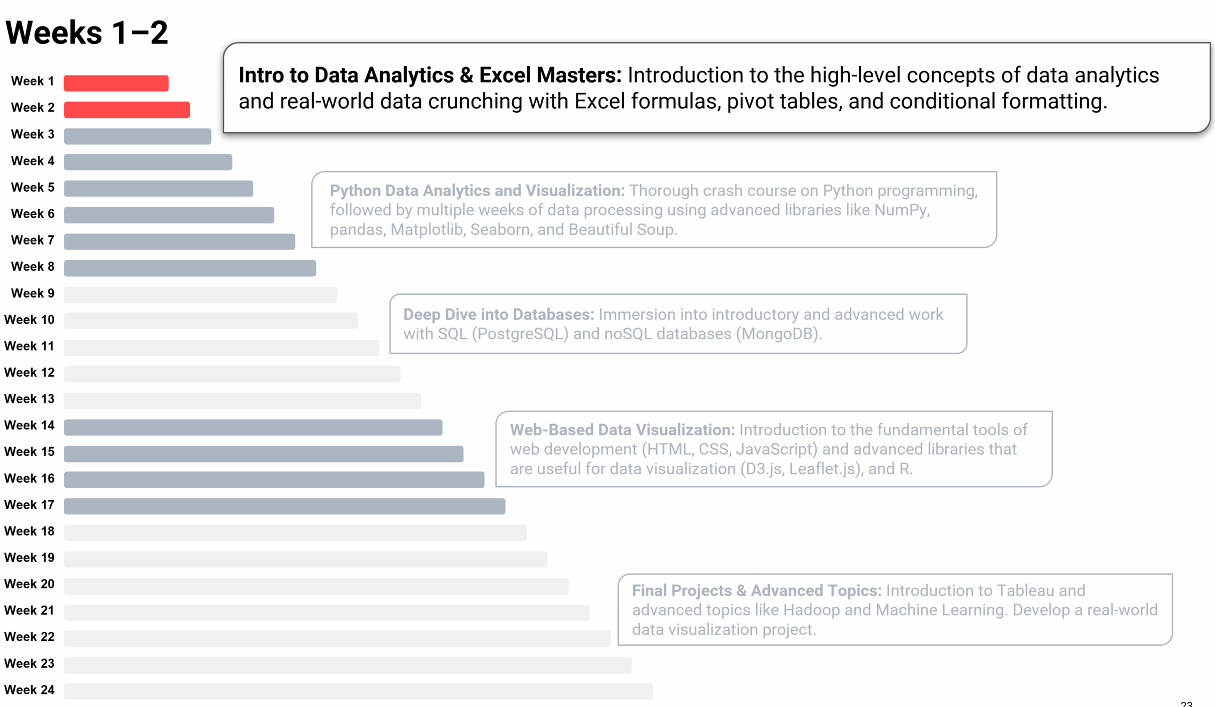 Weeks 1–2
Intro to Data Analytics & Excel Masters: Introduction to the high-level concepts of data analytics
and real-world data crunching with Excel formulas, pivot tables, and conditional formatting.
Week 1
Week 2
Week 3
Week 4
Week 5
Week 6
Week 7
Week 8
Python Data Analytics and Visualization: Thorough crash course on Python programming,
followed by multiple weeks of data processing using advanced libraries like NumPy,
pandas, Matplotlib, Seaborn, and Beautiful Soup.
Week 9
Week 10
Week 11
Week 12
Week 13
Deep Dive into Databases: Immersion into introductory and advanced work
with SQL (PostgreSQL) and noSQL databases (MongoDB).
Week 14
Week 15
Week 16
Week 17
Web-Based Data Visualization: Introduction to the fundamental tools of
web development (HTML, CSS, JavaScript) and advanced libraries that
are useful for data visualization (D3.js, Leaflet.js), and R.
Week 18
Week 19
Week 20
Week 21
Week 22
Week 23
Week 24
Final Projects & Advanced Topics: Introduction to Tableau and
advanced topics like Hadoop and Machine Learning. Develop a real-world
data visualization project.
23